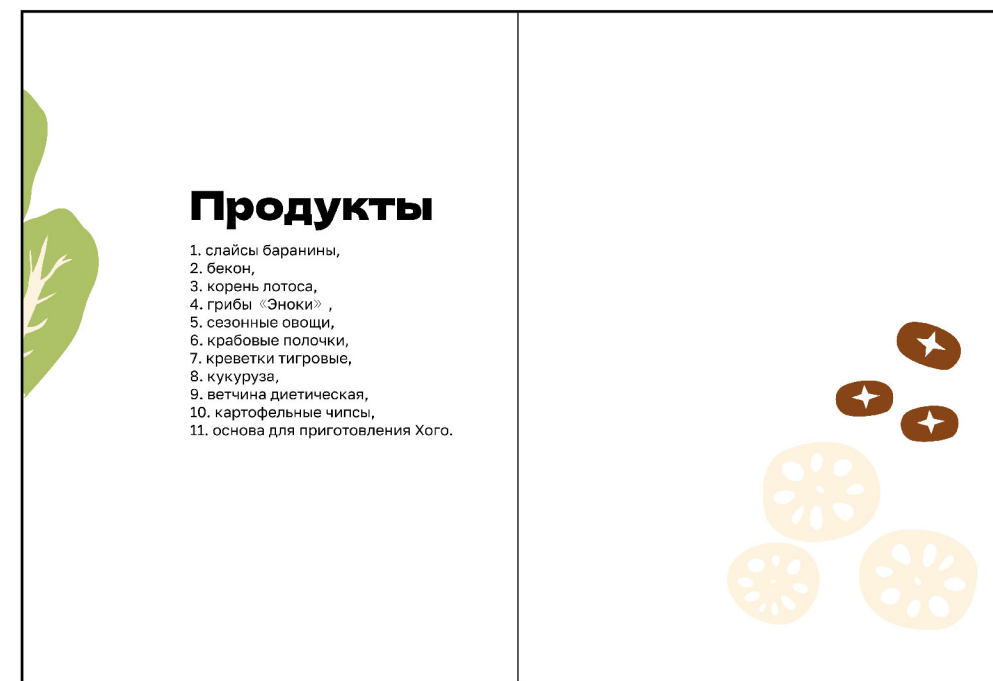 Продукты
1. слайсы баранины,
2. бекон,
3. корень лотоса,
4. грибы 《Эноки》 ,
5. сезонные овощи,
6. крабовые полочки,
7. креветки тигровые,
8. кукуруза,
9. ветчина диетическая,
10. картофельные чипсы,
11. основа для приготовления Хого.